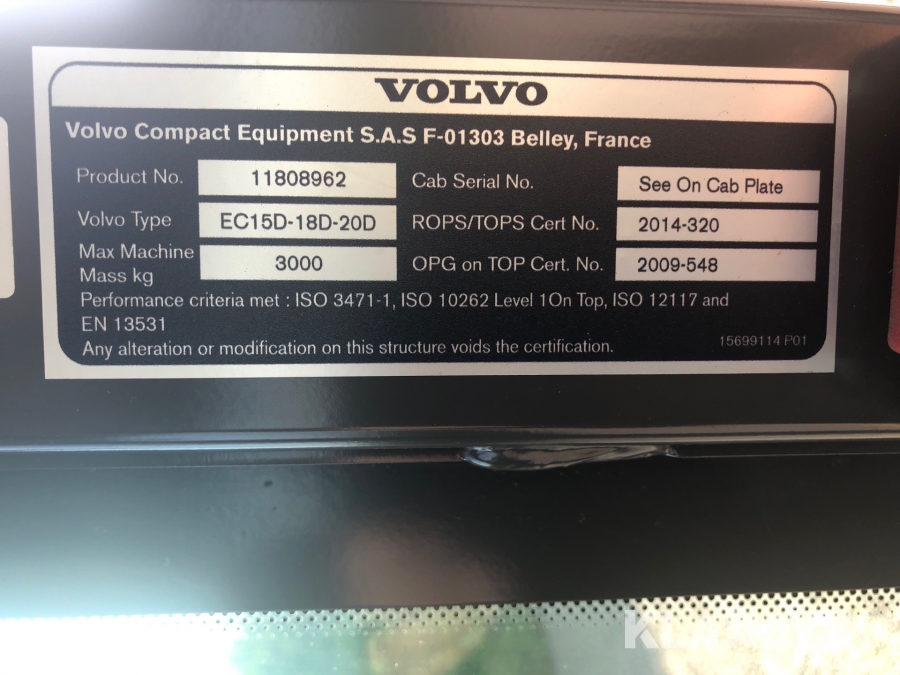 VOLVO
Volvo Compact Equipment S.A.S F-01303 Belley, France
Product No. 11808962 Cab Serial No. See On Cab Plate
Volvo Type EC15D-18D-20D ROPS/TOPS Cert No. 2014-320
Max Machine Mass kg 3000 OPG on TOP Cert. No. 2009-548
Performance criteria met : ISO 3471-1, ISO 10262 Level 1On Top, ISO 12117 and
EN 13531
Any alteration or modification on this structure voids the certification. 15699114 P01